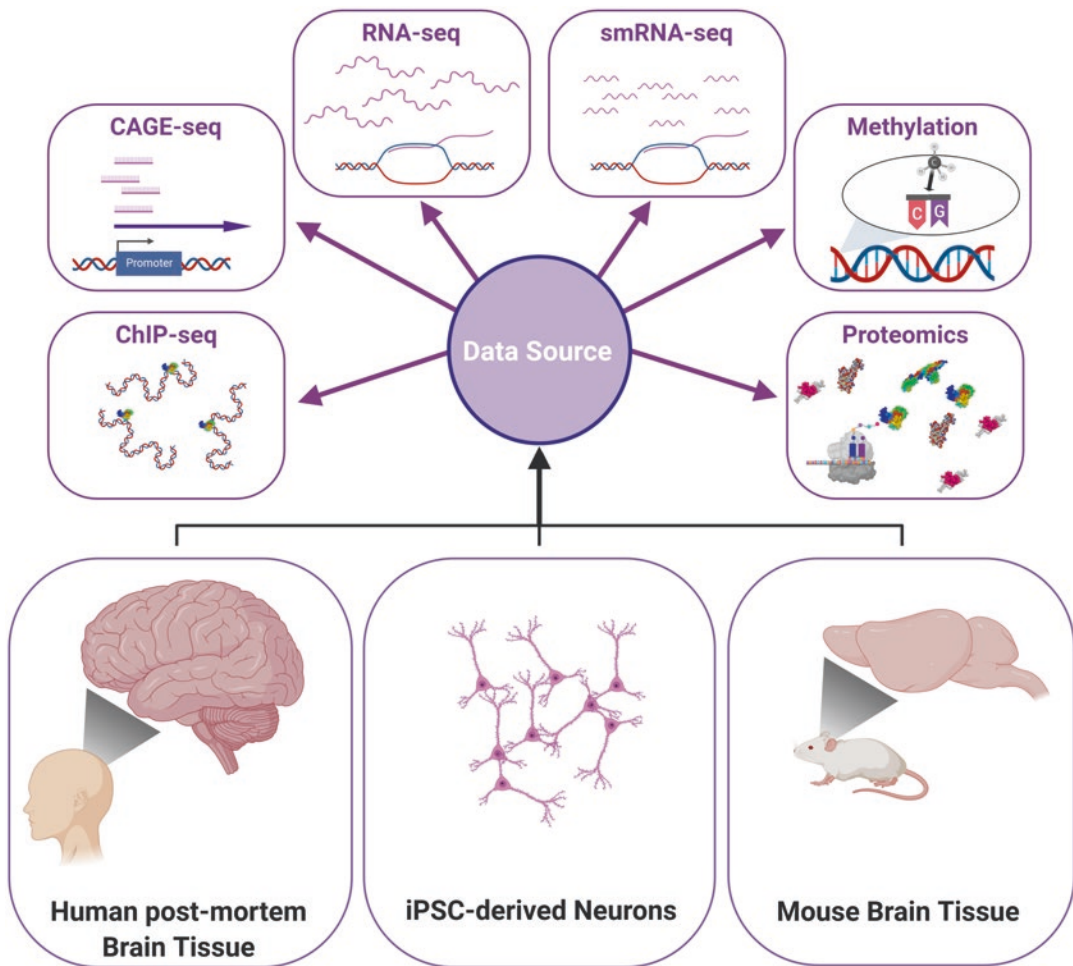 RNA-seq
smRNA-seq
CAGE-seq
Promoter
Methylation
C
C G
ChIP-seq
Data Source
Proteomics
Human post-mortem
Brain Tissue
iPSC-derived Neurons
Mouse Brain Tissue